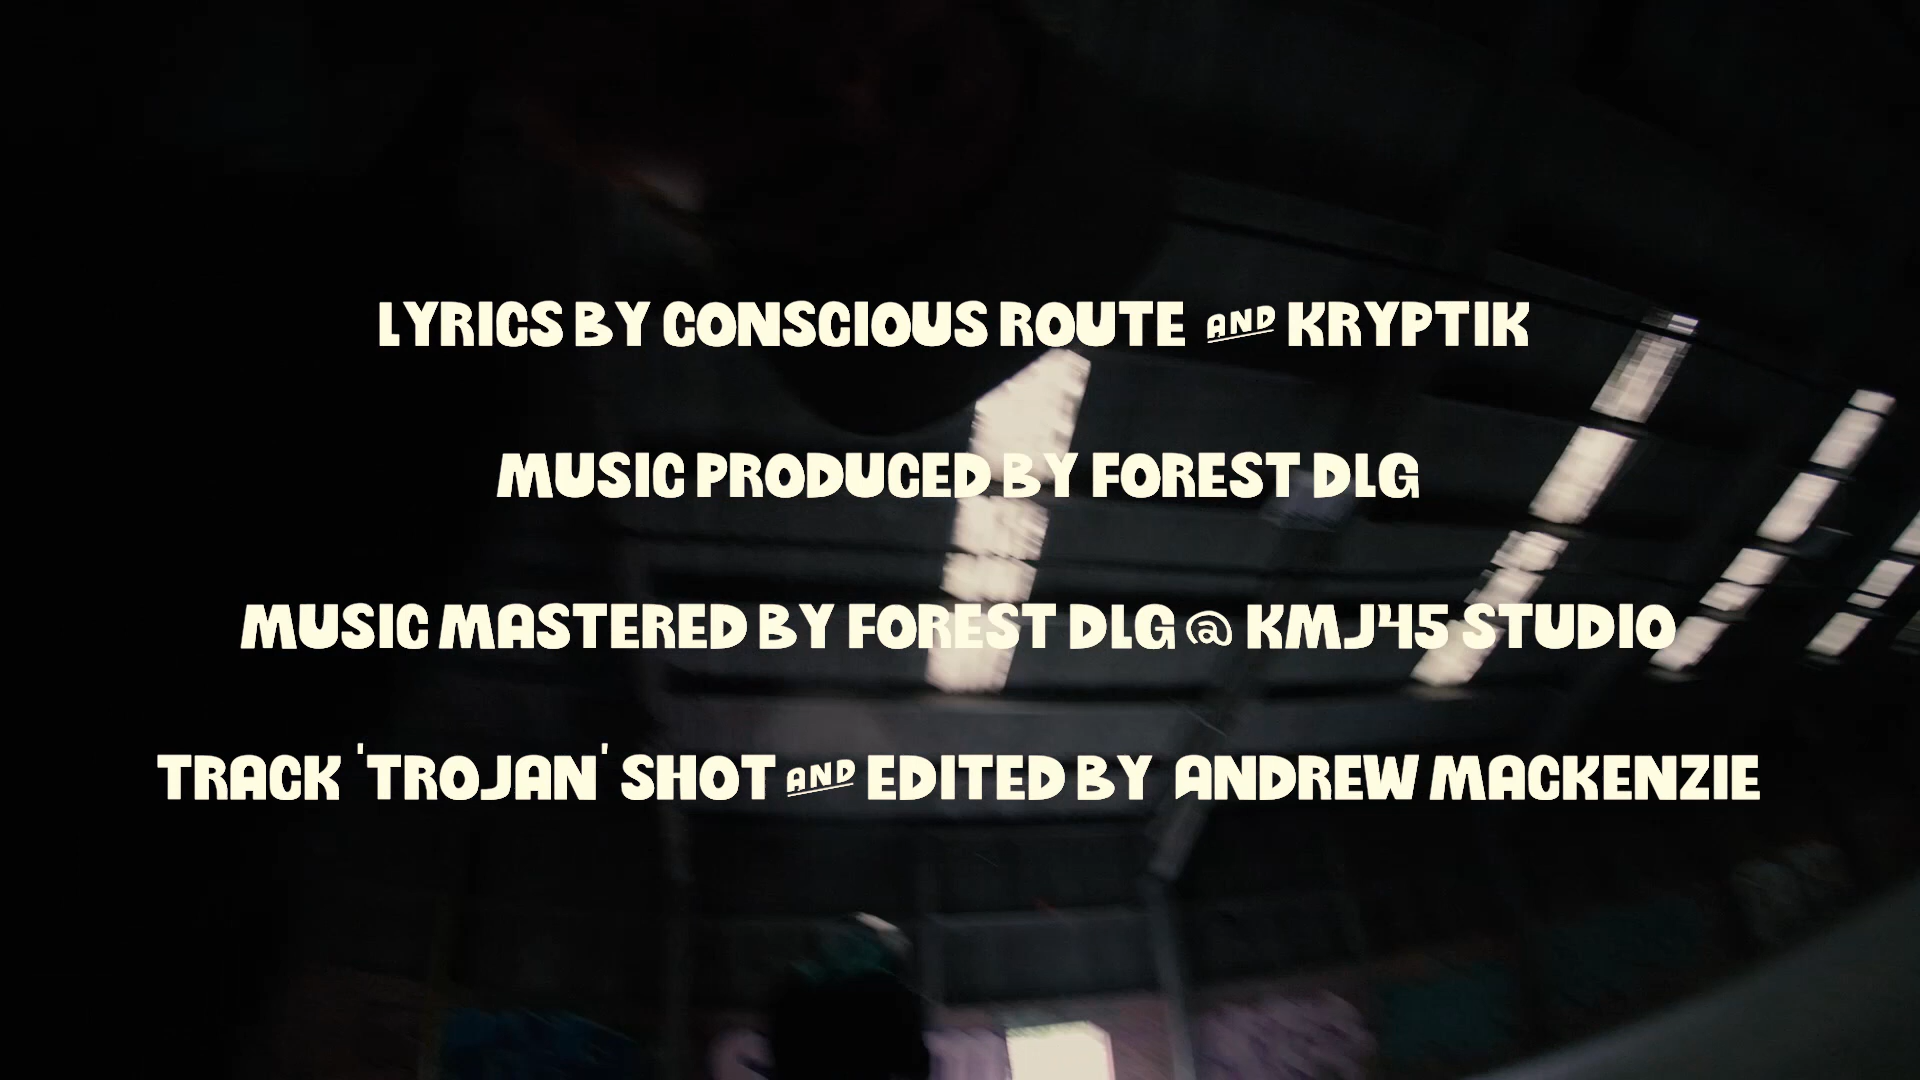 LYRICS BY CONSCIOUS ROUTE AND KRYPTIK
MUSIC PRODUCED BY FOREST DLG
MUSIC MASTERED BY FOREST DLG @ KMJ45 STUDIO
TRACK 'TROJAN' SHOT AND EDITED BY ANDREW MACKENZIE